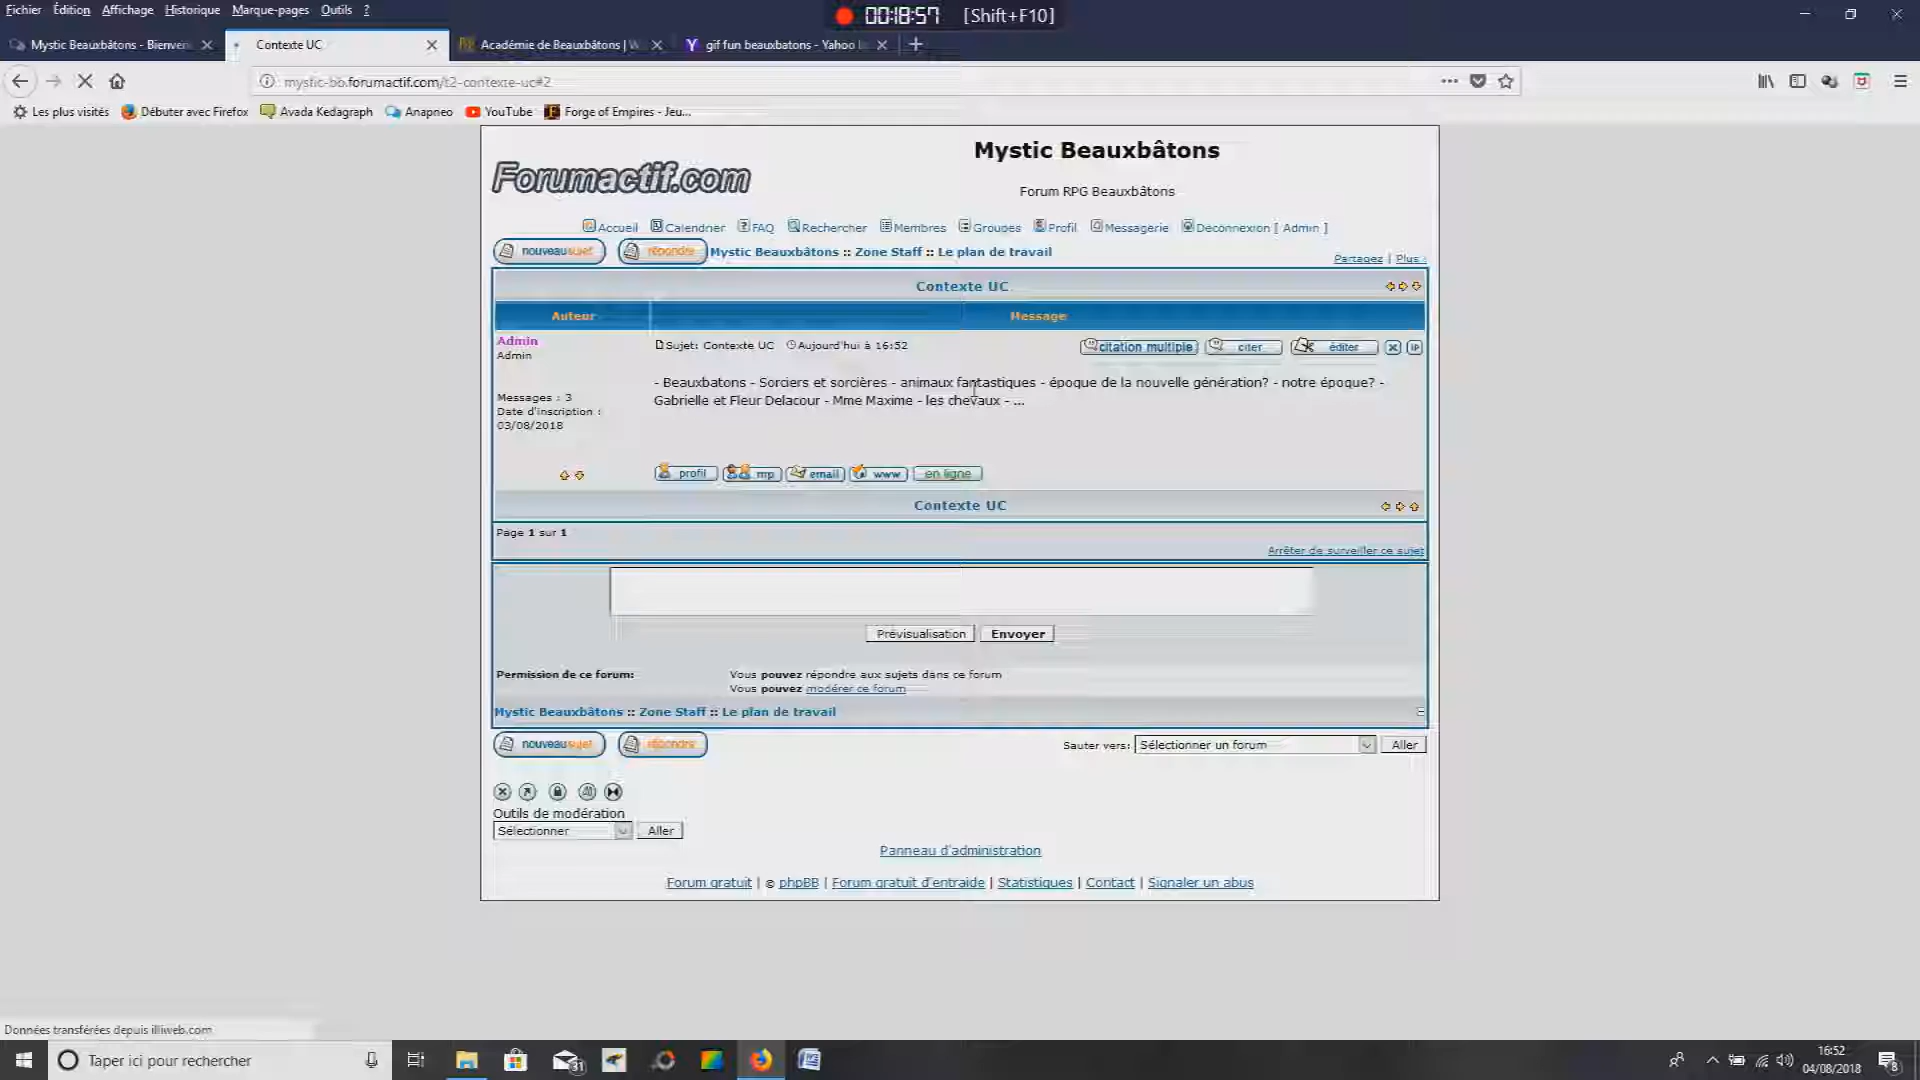 Fichier Édition Affichage Historique Marque-pages Outils ?
00:18:57 [Shift+F10]
Mystic Beauxbâtons - Bienven
Contexte UC
Académie de Beauxbâtons | W
gif fun beauxbatons - Yahoo
mystic-bb.forumactif.com/t2-contexte-uc#2
Les plus visités Débuter avec Firefox Avada Kedagraph Anapneo YouTube Forge of Empires - Jeu...
Forumactif.com
Mystic Beauxbâtons
Forum RPG Beauxbâtons
Accueil Calendrier FAQ Rechercher Membres Groupes Profil Messagerie Déconnexion [ Admin ]
nouveau sujet répondre Mystic Beauxbâtons :: Zone Staff :: Le plan de travail
Partagez | Plus
Contexte UC
Auteur Message
Admin
Admin
Sujet: Contexte UC Aujourd'hui à 16:52
citation multiple citer éditer X IP
Messages : 3
Date d'inscription :
03/08/2018
- Beauxbatons - Sorciers et sorcières - animaux fantastiques - époque de la nouvelle génération? - notre époque? -
Gabrielle et Fleur Delacour - Mme Maxime - les chevaux - ...
profil mp email www en ligne
Contexte UC
Page 1 sur 1
Arrêter de surveiller ce sujet
Prévisualisation Envoyer
Permission de ce forum:
Vous pouvez répondre aux sujets dans ce forum
Vous pouvez modérer ce forum
Mystic Beauxbâtons :: Zone Staff :: Le plan de travail
nouveau sujet répondre
Sauter vers: Sélectionner un forum Aller
Outils de modération
Sélectionner Aller
Panneau d'administration
Forum gratuit | © phpBB | Forum gratuit d'entraide | Statistiques | Contact | Signaler un abus
Données transférées depuis illiweb.com
Taper ici pour rechercher
31
16:52
04/08/2018
8